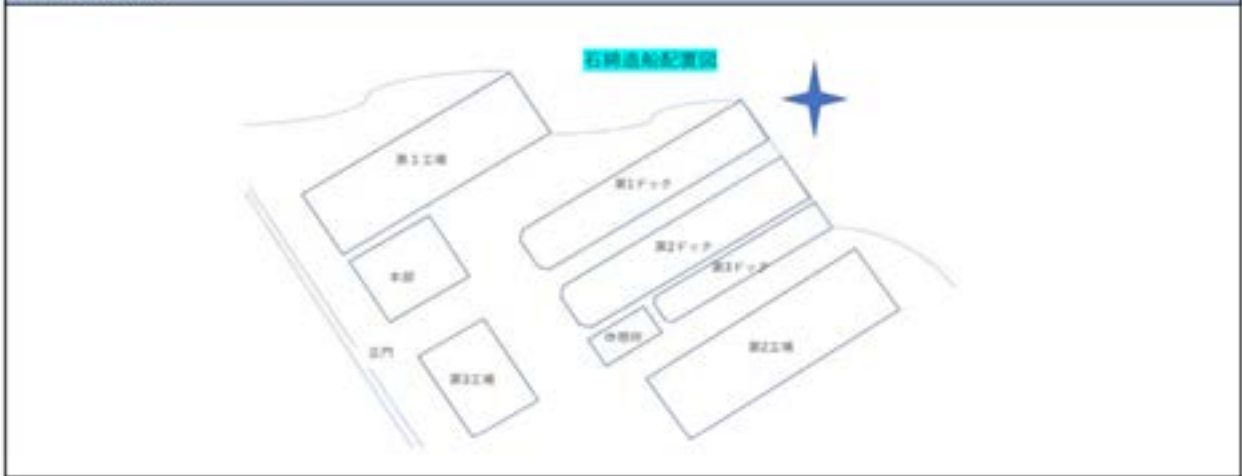 石崎造船配置図
第1工場
第1ドック
第2ドック
第3ドック
本部
休憩所
第2工場
正門
第3工場